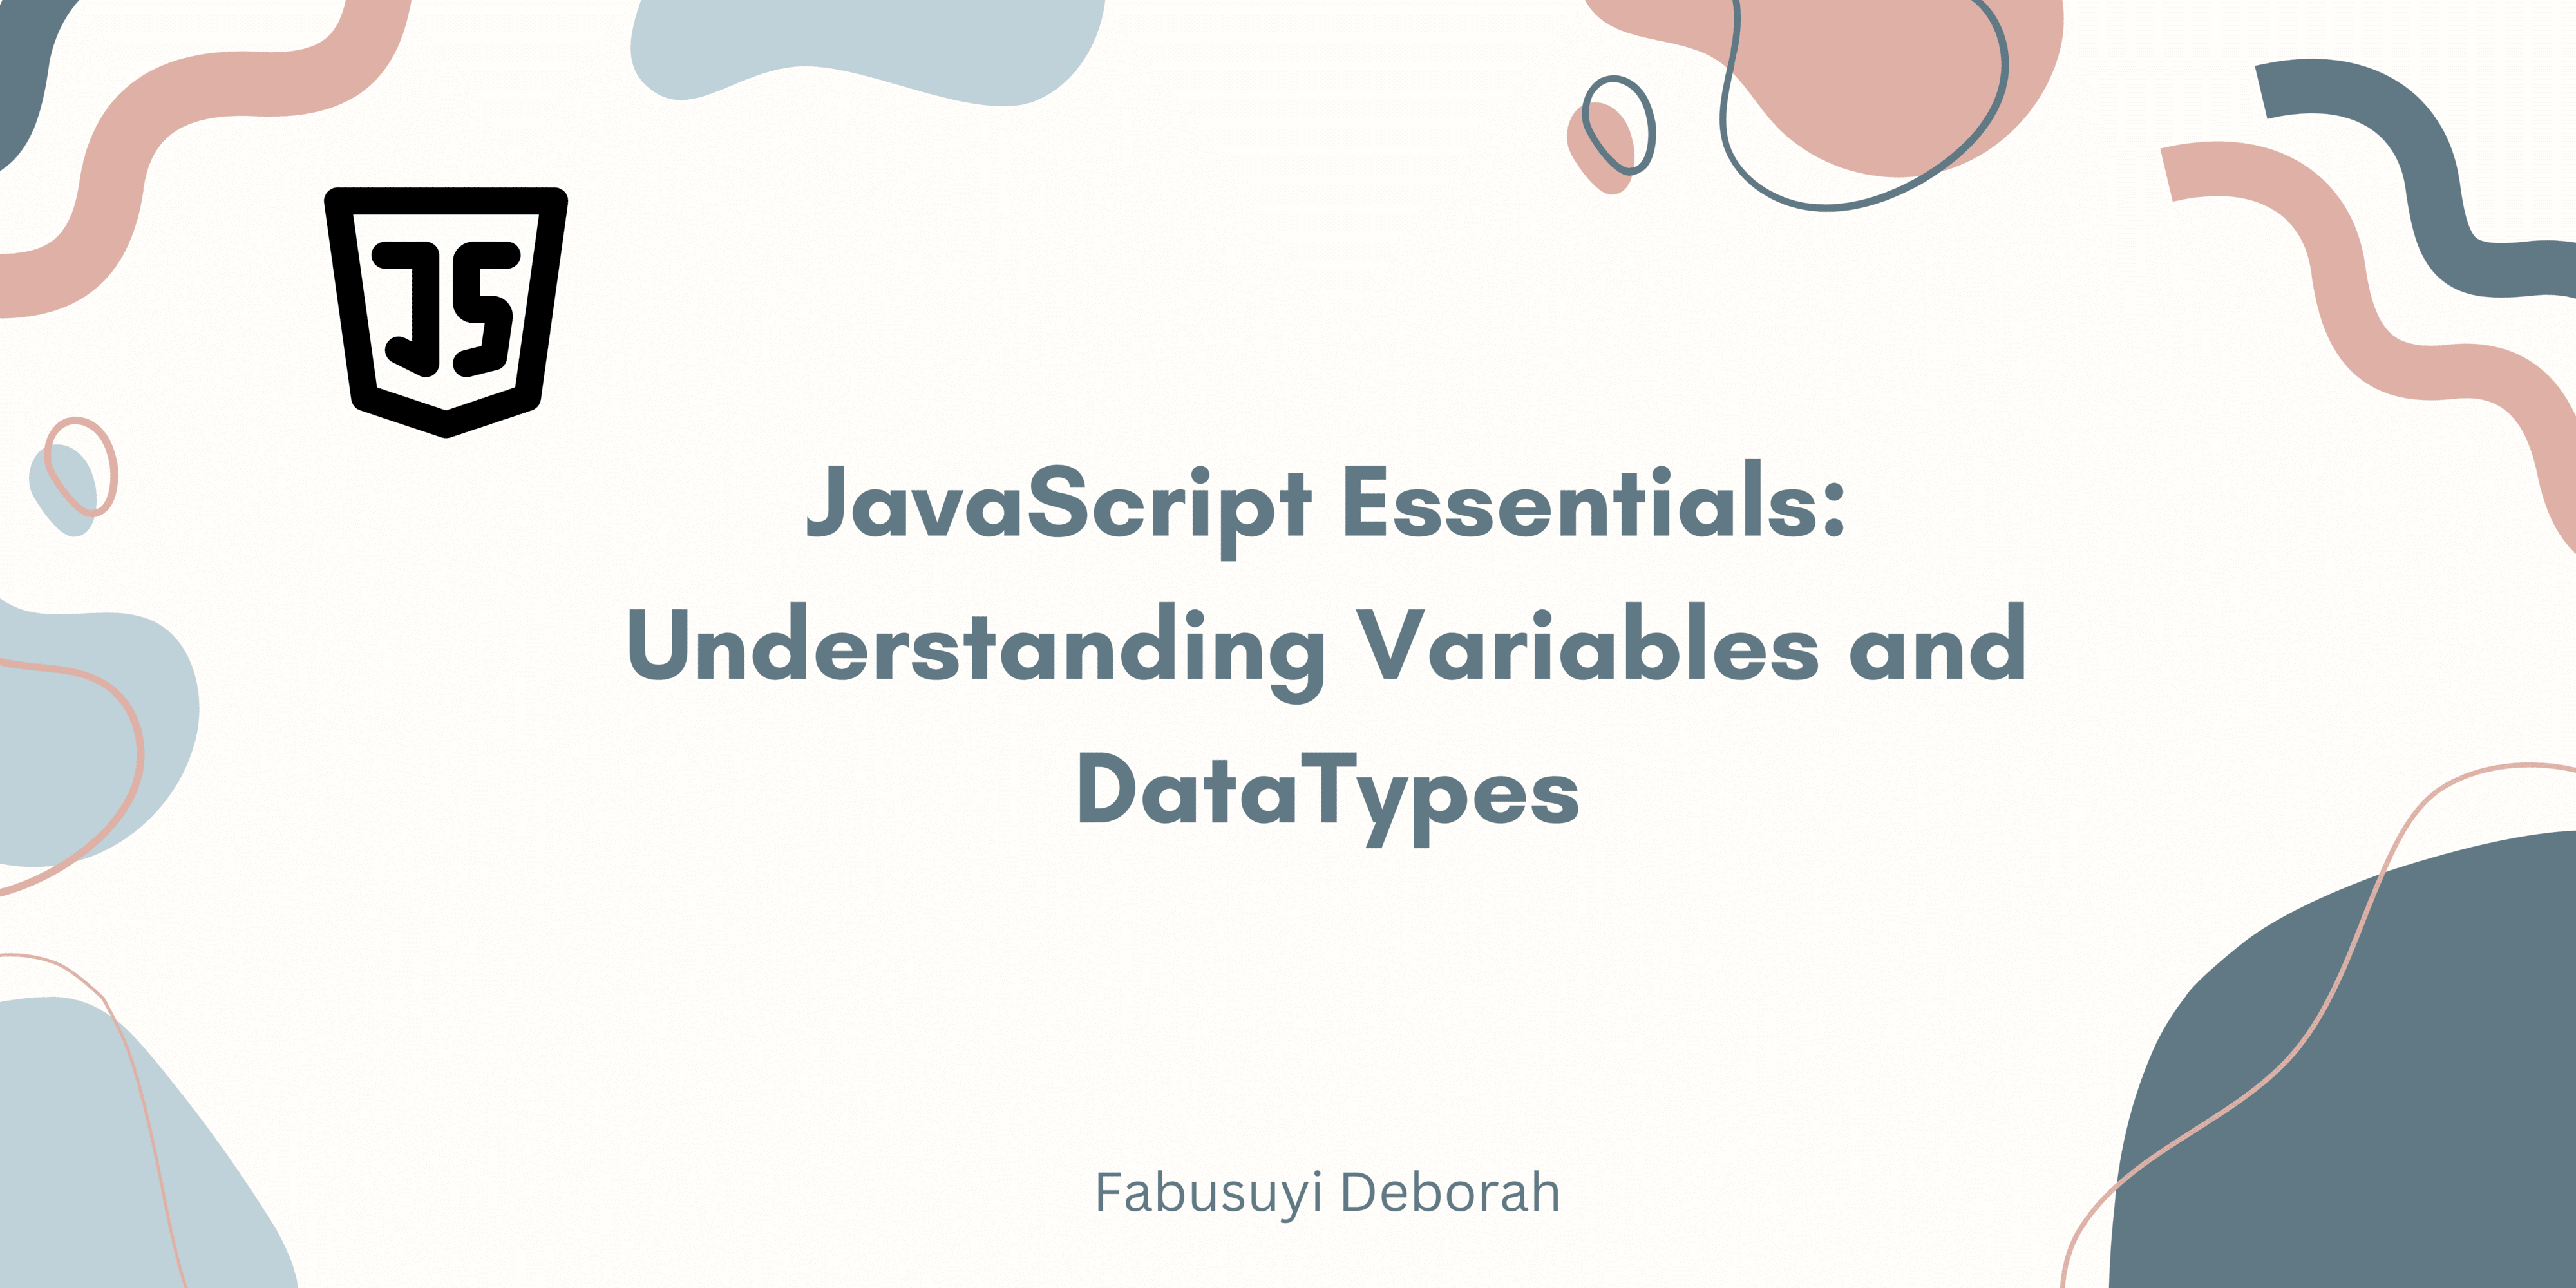 JS
JavaScript Essentials:
Understanding Variables and
DataTypes
Fabusuyi Deborah